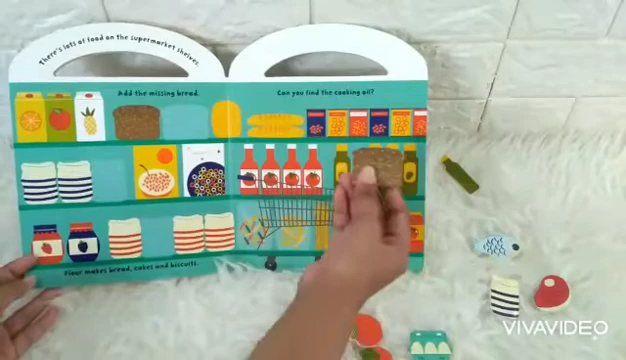 There's lots of food on the supermarket shelves.
Add the missing bread.
Can you find the cooking oil?
Flour makes bread, cakes and biscuits.
VIVAVIDEO